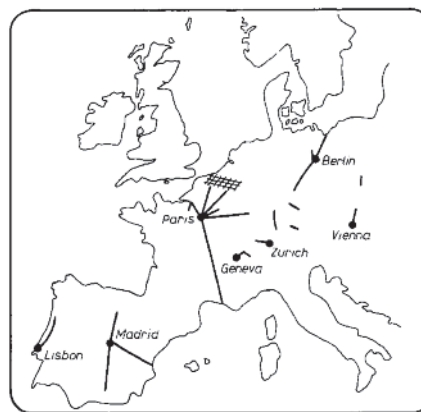 Berlin
Paris
Vienna
Zurich
Geneva
Madrid
Lisbon